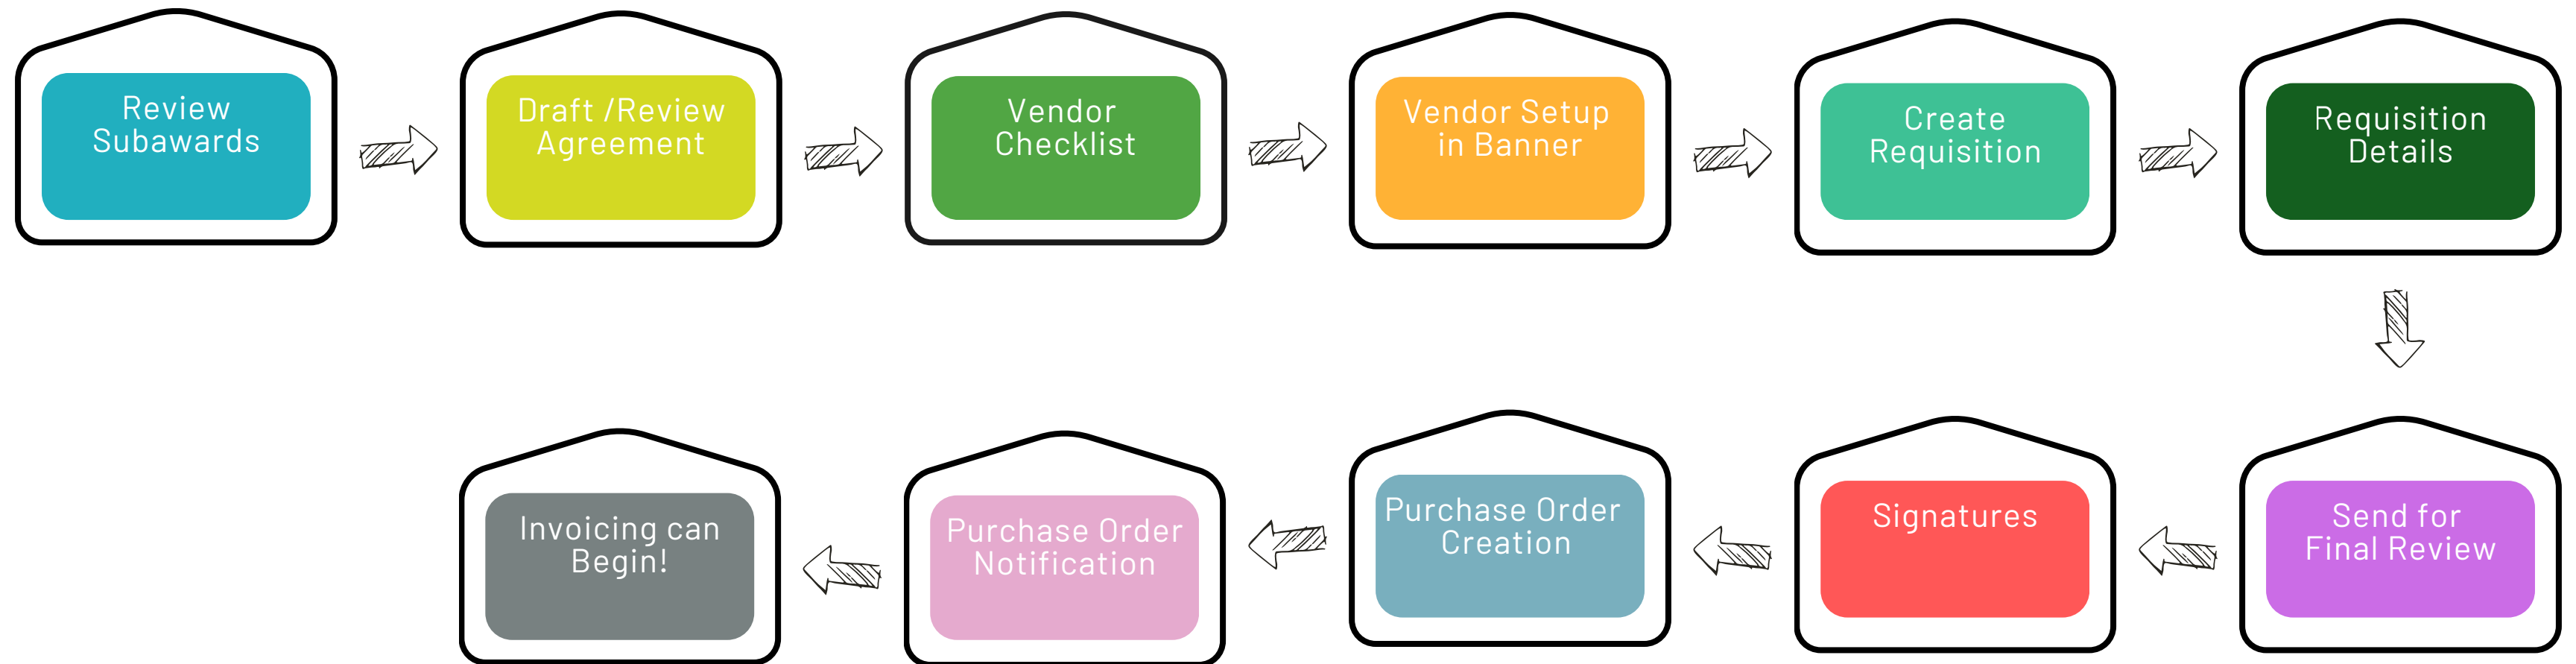 Review
Subawards
Draft /Review
Agreement
Vendor
Checklist
Vendor Setup
in Banner
Create
Requisition
Requisition
Details
Send for
Final Review
Signatures
Purchase Order
Creation
Purchase Order
Notification
Invoicing can
Begin!